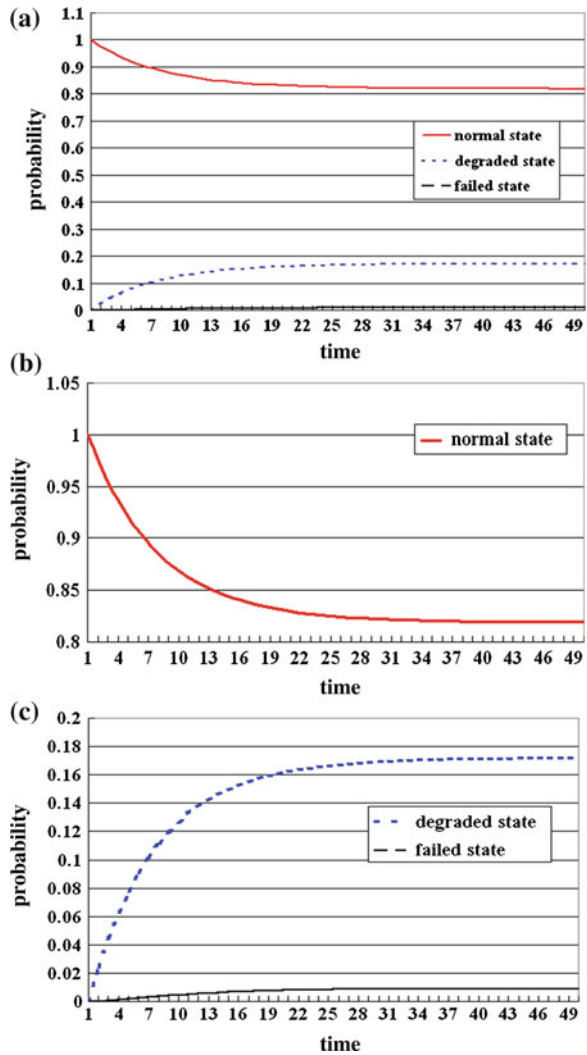 (a)
1.1
1
0.9
0.8
0.7
0.6
0.5
0.4
0.3
0.2
0.1
0
probability
normal state
degraded state
failed state
1 4 7 10 13 16 19 22 25 28 31 34 37 40 43 46 49
time
(b)
1.05
1
0.95
0.9
0.85
0.8
probability
normal state
1 4 7 10 13 16 19 22 25 28 31 34 37 40 43 46 49
time
(c)
0.2
0.18
0.16
0.14
0.12
0.1
0.08
0.06
0.04
0.02
0
probability
degraded state
failed state
1 4 7 10 13 16 19 22 25 28 31 34 37 40 43 46 49
time